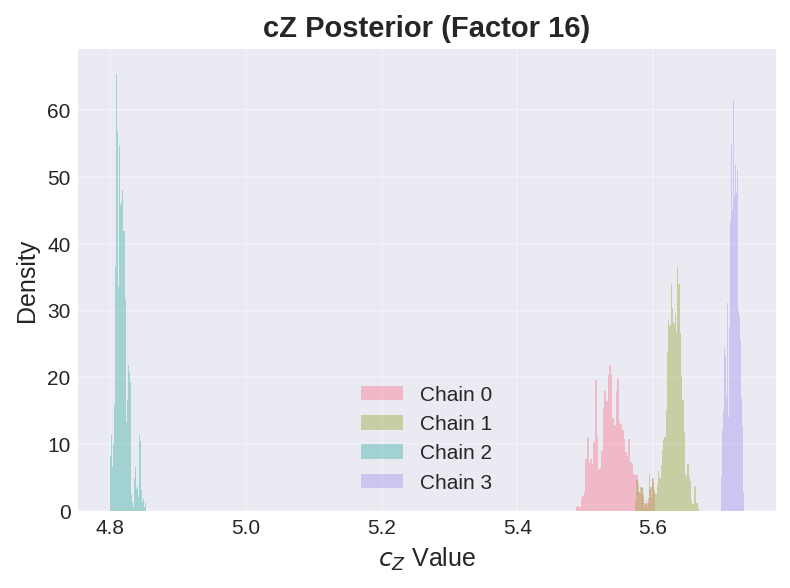 cZ Posterior (Factor 16)
Density
60
50
40
30
20
10
0
Chain 0
Chain 1
Chain 2
Chain 3
4.8 5.0 5.2 5.4 5.6
c_Z Value